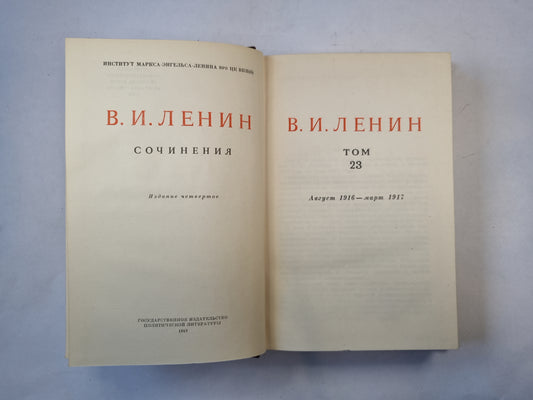 ИНСТИТУТ МАРКСА-ЭНГЕЛЬСА-ЛЕНИНА ПРИ ЦК ВКП(б)
В. И. ЛЕНИН
СОЧИНЕНИЯ
Издание четвертое
ГОСУДАРСТВЕННОЕ ИЗДАТЕЛЬСТВО
ПОЛИТИЧЕСКОЙ ЛИТЕРАТУРЫ
1949
В. И. ЛЕНИН
ТОМ
23
Август 1916 — март 1917